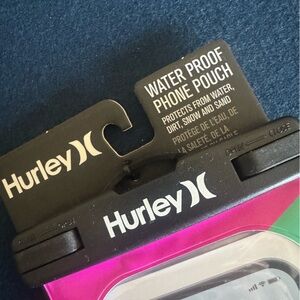 Hurley
WATER PROOF
PHONE POUCH
PROTECTS FROM WATER,
DIRT, SNOW AND SAND
PROTÈGE DE L'EAU, DE
LA SALETÉ, DE LA
Hurley